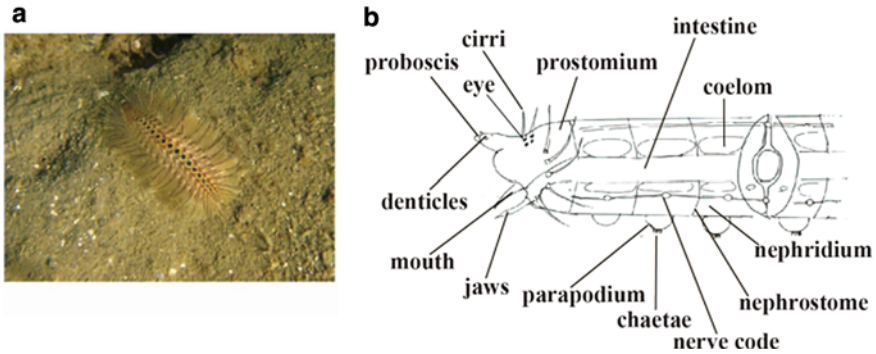 a
b
proboscis
cirri
eye
prostomium
intestine
coelom
denticles
mouth
jaws
parapodium
chaetae
nerve code
nephrostome
nephridium